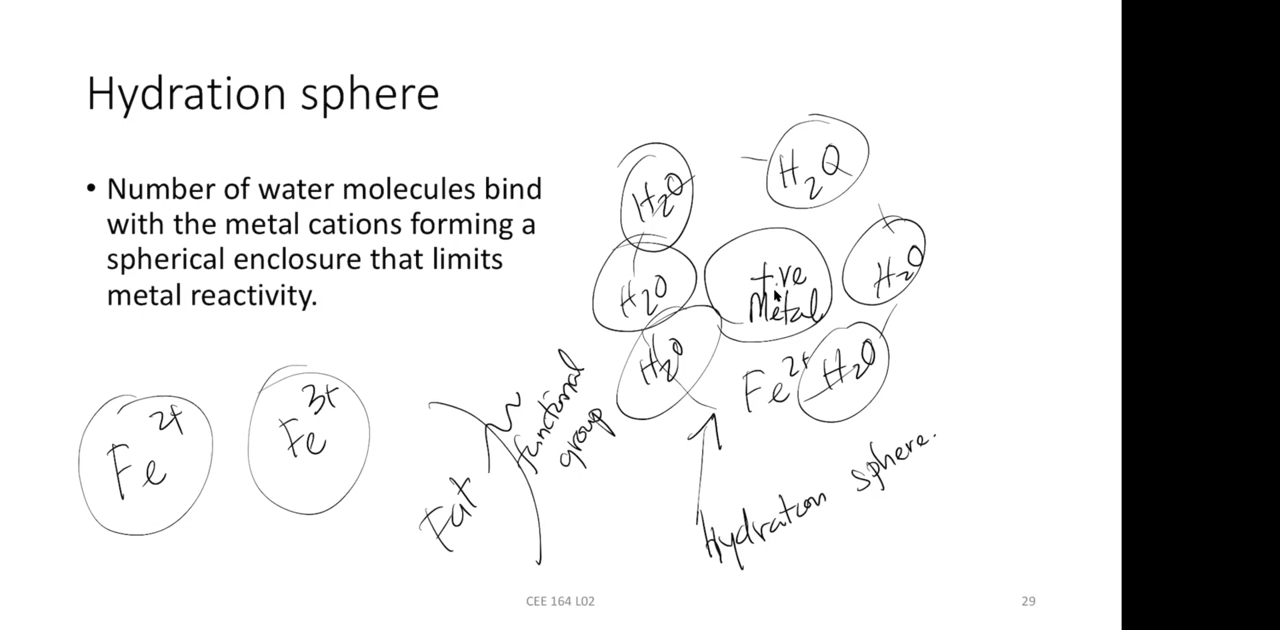 Hydration sphere
• Number of water molecules bind
with the metal cations forming a
spherical enclosure that limits
metal reactivity.
H2O
H2O
H2O
H2O
+ve
Metal
H2O
H2O
Fe2+
Fe2+
Fe3+
Fat
functional
group
Hydration sphere.
CEE 164 L02
29